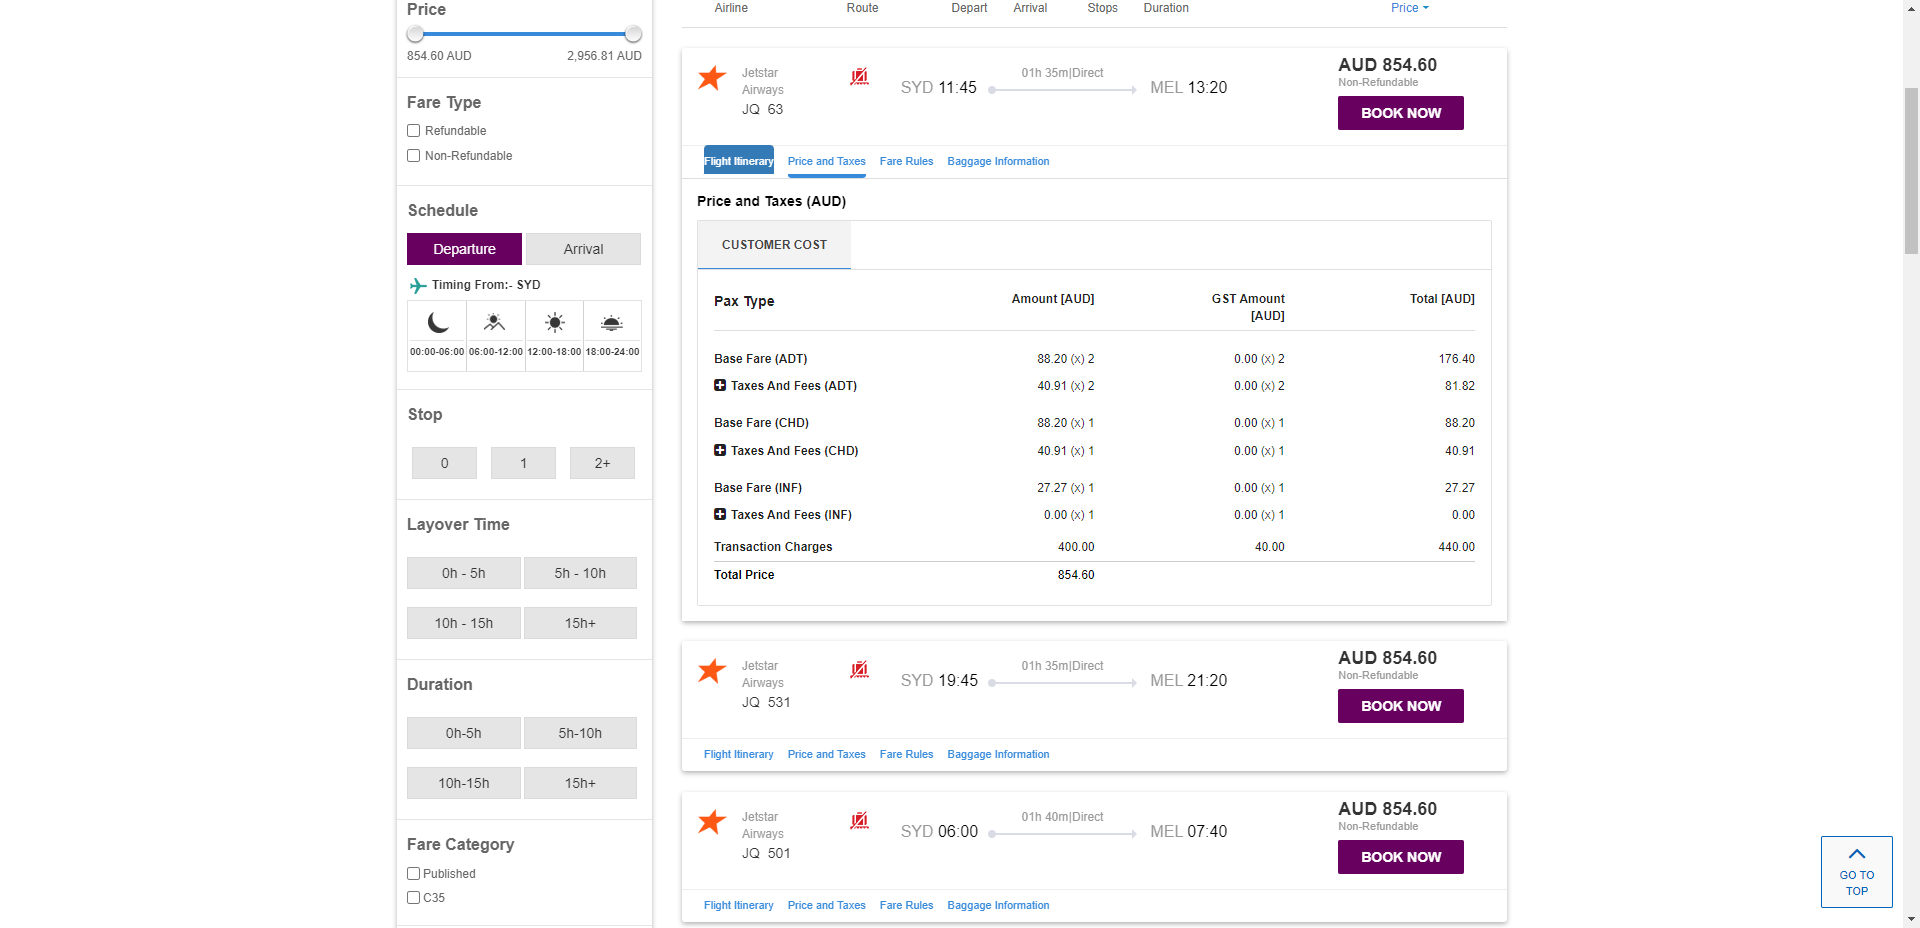 Price
854.60 AUD 2,956.81 AUD
Fare Type
Refundable
Non-Refundable
Schedule
Departure Arrival
Timing From:- SYD
00:00-06:00 06:00-12:00 12:00-18:00 18:00-24:00
Stop
0 1 2+
Layover Time
0h - 5h 5h - 10h
10h - 15h 15h+
Duration
0h-5h 5h-10h
10h-15h 15h+
Fare Category
Published
C35
Airline Route Depart Arrival Stops Duration Price
Jetstar
Airways
JQ 63
SYD 11:45
01h 35m|Direct
MEL 13:20
AUD 854.60
Non-Refundable
BOOK NOW
Flight Itinerary Price and Taxes Fare Rules Baggage Information
Price and Taxes (AUD)
CUSTOMER COST
Pax Type Amount [AUD] GST Amount [AUD] Total [AUD]
Base Fare (ADT) 88.20 (x) 2 0.00 (x) 2 176.40
Taxes And Fees (ADT) 40.91 (x) 2 0.00 (x) 2 81.82
Base Fare (CHD) 88.20 (x) 1 0.00 (x) 1 88.20
Taxes And Fees (CHD) 40.91 (x) 1 0.00 (x) 1 40.91
Base Fare (INF) 27.27 (x) 1 0.00 (x) 1 27.27
Taxes And Fees (INF) 0.00 (x) 1 0.00 (x) 1 0.00
Transaction Charges 400.00 40.00 440.00
Total Price 854.60
Jetstar
Airways
JQ 531
SYD 19:45
01h 35m|Direct
MEL 21:20
AUD 854.60
Non-Refundable
BOOK NOW
Flight Itinerary Price and Taxes Fare Rules Baggage Information
Jetstar
Airways
JQ 501
SYD 06:00
01h 40m|Direct
MEL 07:40
AUD 854.60
Non-Refundable
BOOK NOW
Flight Itinerary Price and Taxes Fare Rules Baggage Information
GO TO
TOP